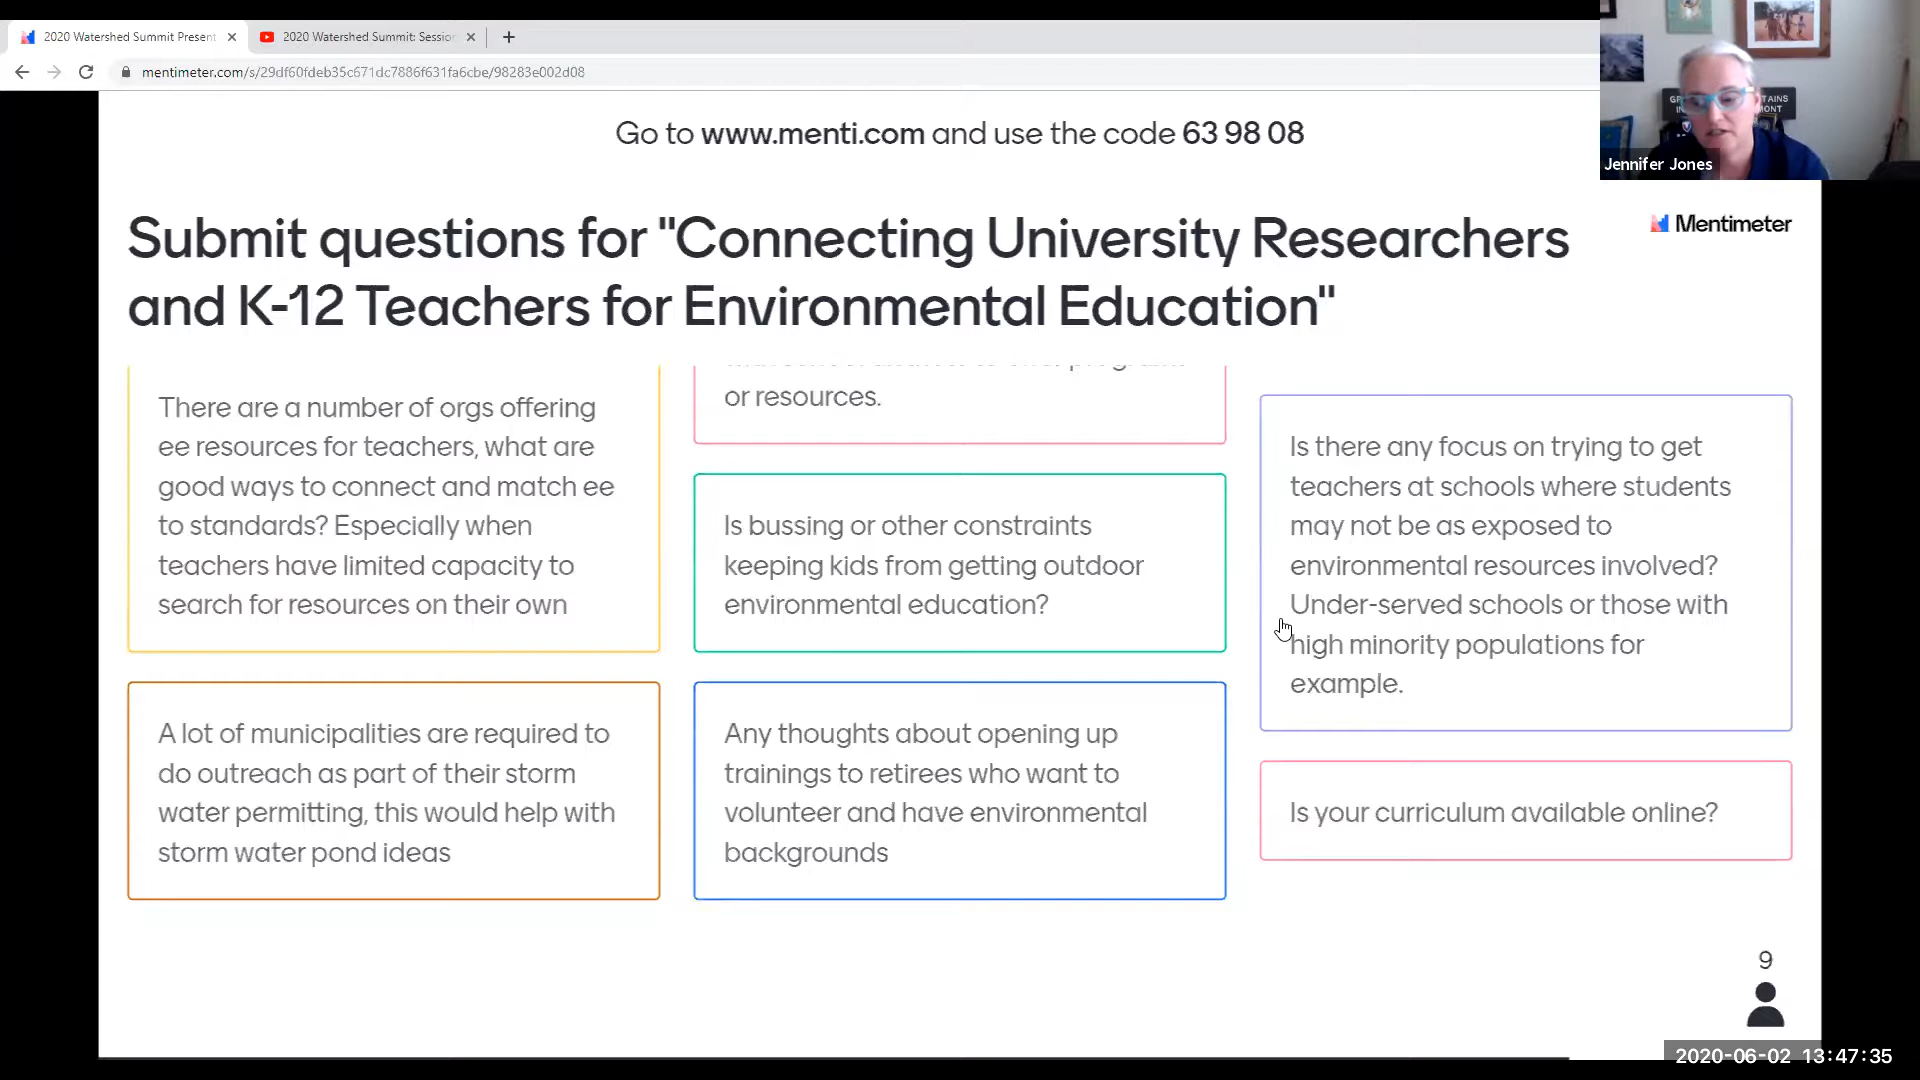 2020 Watershed Summit Present
2020 Watershed Summit: Session
mentimeter.com/s/29df60fdeb35c671dc7886f631fa6cbe/98283e002d08
Go to www.menti.com and use the code 63 98 08
Jennifer Jones
Mentimeter
Submit questions for "Connecting University Researchers
and K-12 Teachers for Environmental Education"
There are a number of orgs offering
ee resources for teachers, what are
good ways to connect and match ee
to standards? Especially when
teachers have limited capacity to
search for resources on their own
A lot of municipalities are required to
do outreach as part of their storm
water permitting, this would help with
storm water pond ideas
or resources.
Is bussing or other constraints
keeping kids from getting outdoor
environmental education?
Any thoughts about opening up
trainings to retirees who want to
volunteer and have environmental
backgrounds
Is there any focus on trying to get
teachers at schools where students
may not be as exposed to
environmental resources involved?
Under-served schools or those with
high minority populations for
example.
Is your curriculum available online?
9
2020-06-02 13:47:35